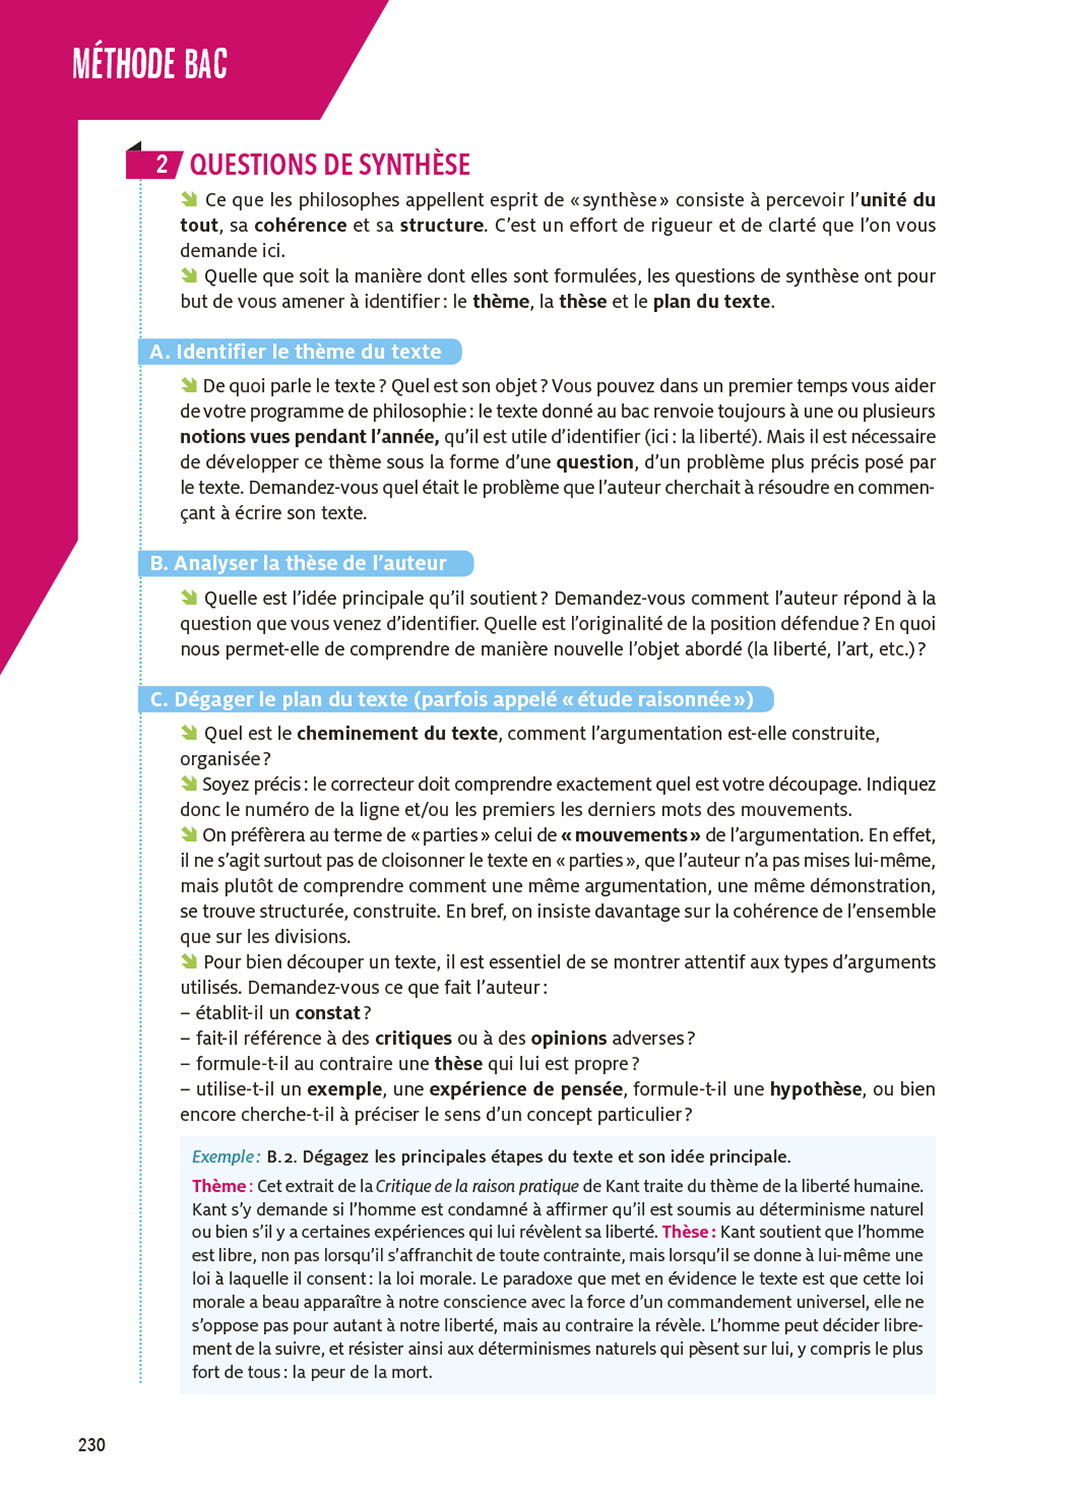 MÉTHODE BAC
2 QUESTIONS DE SYNTHÈSE
Ce que les philosophes appellent esprit de « synthèse » consiste à percevoir l’unité du
tout, sa cohérence et sa structure. C’est un effort de rigueur et de clarté que l’on vous
demande ici.
Quelle que soit la manière dont elles sont formulées, les questions de synthèse ont pour
but de vous amener à identifier : le thème, la thèse et le plan du texte.
A. Identifier le thème du texte
De quoi parle le texte ? Quel est son objet ? Vous pouvez dans un premier temps vous aider
de votre programme de philosophie : le texte donné au bac renvoie toujours à une ou plusieurs
notions vues pendant l’année, qu’il est utile d’identifier (ici : la liberté). Mais il est nécessaire
de développer ce thème sous la forme d’une question, d’un problème plus précis posé par
le texte. Demandez-vous quel était le problème que l’auteur cherchait à résoudre en commen-
çant à écrire son texte.
B. Analyser la thèse de l’auteur
Quelle est l’idée principale qu’il soutient ? Demandez-vous comment l’auteur répond à la
question que vous venez d’identifier. Quelle est l’originalité de la position défendue ? En quoi
nous permet-elle de comprendre de manière nouvelle l’objet abordé (la liberté, l’art, etc.) ?
C. Dégager le plan du texte (parfois appelé « étude raisonnée »)
Quel est le cheminement du texte, comment l’argumentation est-elle construite,
organisée ?
Soyez précis : le correcteur doit comprendre exactement quel est votre découpage. Indiquez
donc le numéro de la ligne et/ou les premiers les derniers mots des mouvements.
On préfèrera au terme de « parties » celui de « mouvements » de l’argumentation. En effet,
il ne s’agit surtout pas de cloisonner le texte en « parties », que l’auteur n’a pas mises lui-même,
mais plutôt de comprendre comment une même argumentation, une même démonstration,
se trouve structurée, construite. En bref, on insiste davantage sur la cohérence de l’ensemble
que sur les divisions.
Pour bien découper un texte, il est essentiel de se montrer attentif aux types d’arguments
utilisés. Demandez-vous ce que fait l’auteur :
– établit-il un constat ?
– fait-il référence à des critiques ou à des opinions adverses ?
– formule-t-il au contraire une thèse qui lui est propre ?
– utilise-t-il un exemple, une expérience de pensée, formule-t-il une hypothèse, ou bien
encore cherche-t-il à préciser le sens d’un concept particulier ?
Exemple : B. 2. Dégagez les principales étapes du texte et son idée principale.
Thème : Cet extrait de la Critique de la raison pratique de Kant traite du thème de la liberté humaine.
Kant s’y demande si l’homme est condamné à affirmer qu’il est soumis au déterminisme naturel
ou bien s’il y a certaines expériences qui lui révèlent sa liberté. Thèse : Kant soutient que l’homme
est libre, non pas lorsqu’il s’affranchit de toute contrainte, mais lorsqu’il se donne à lui-même une
loi à laquelle il consent : la loi morale. Le paradoxe que met en évidence le texte est que cette loi
morale a beau apparaître à notre conscience avec la force d’un commandement universel, elle ne
s’oppose pas pour autant à notre liberté, mais au contraire la révèle. L’homme peut décider libre-
ment de la suivre, et résister ainsi aux déterminismes naturels qui pèsent sur lui, y compris le plus
fort de tous : la peur de la mort.
230